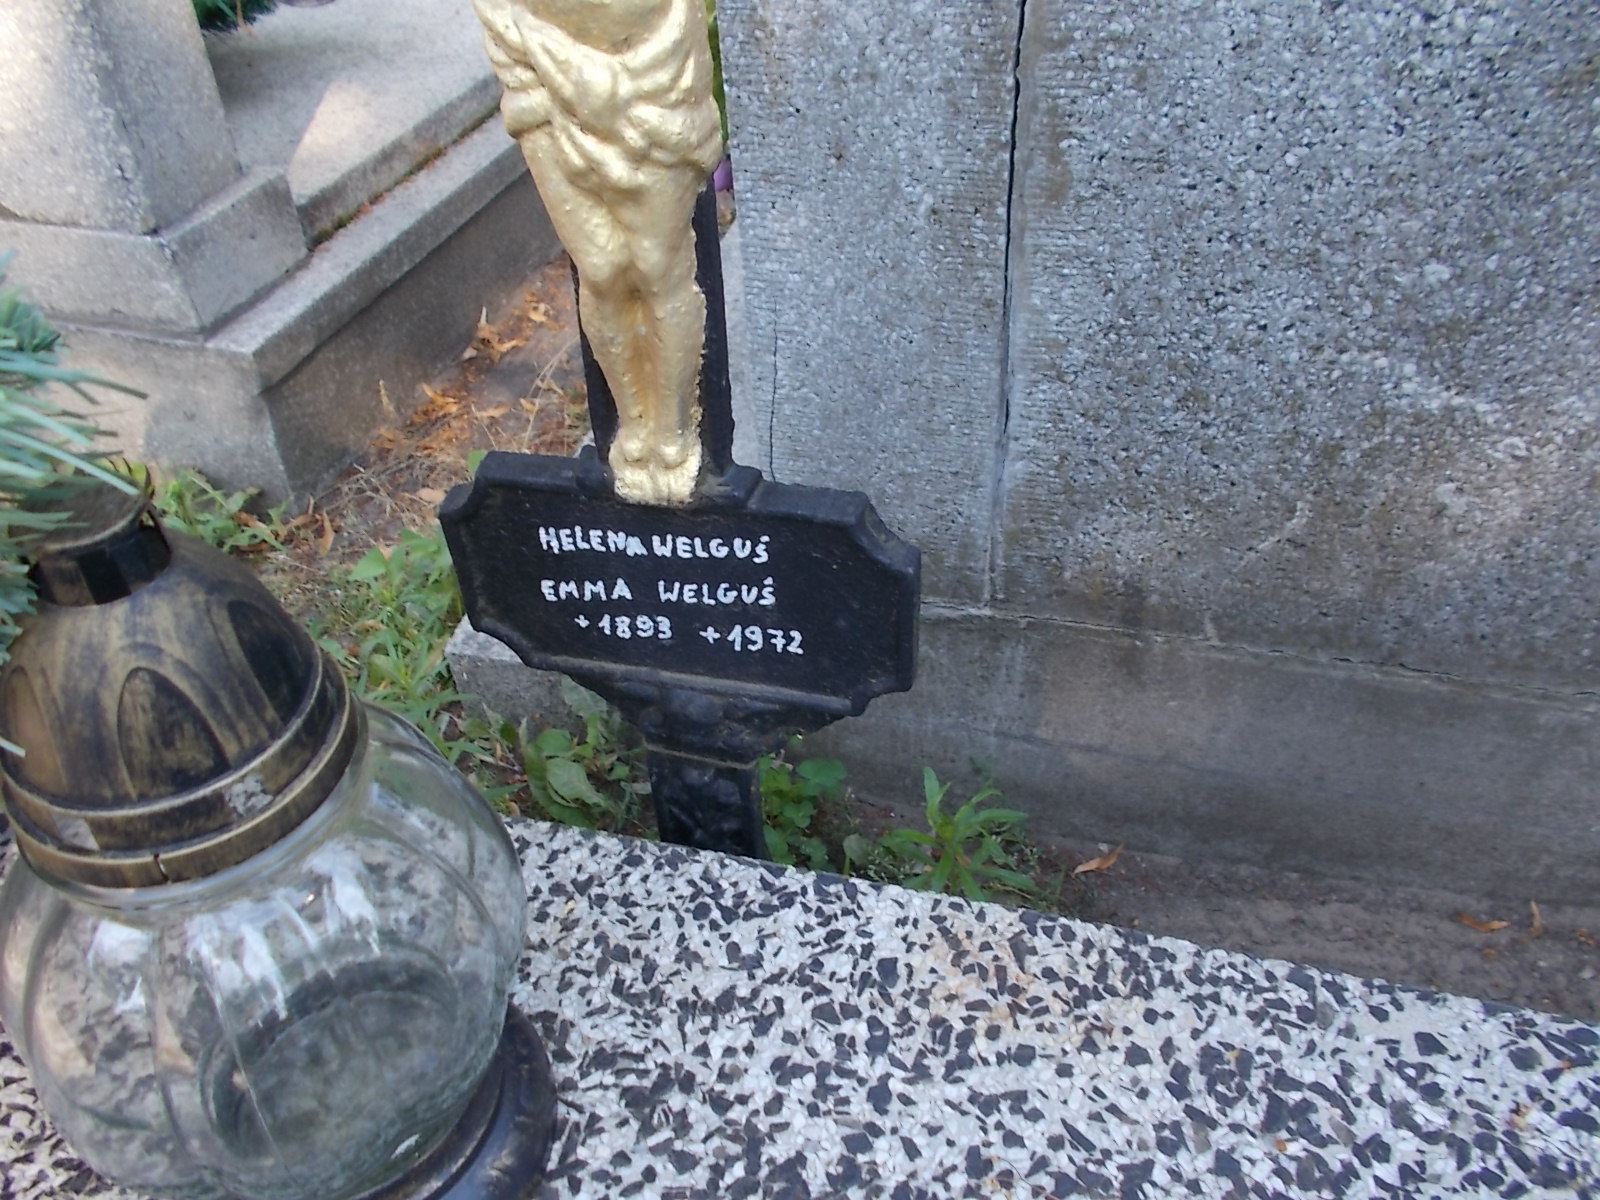 HELENA WELGUŚ
EMMA WELGUŚ
+1893 +1972